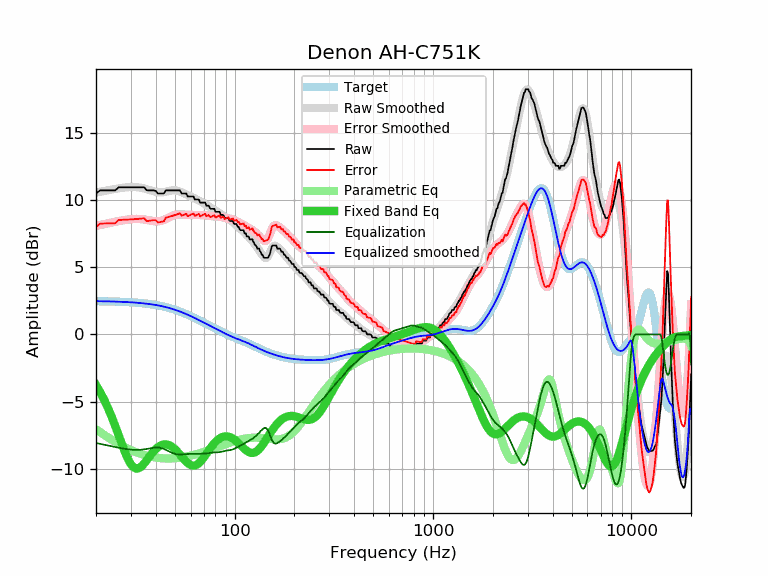 Denon AH-C751K
Target
Raw Smoothed
Error Smoothed
Raw
Error
Parametric Eq
Fixed Band Eq
Equalization
Equalized smoothed
15
10
5
0
−5
−10
Amplitude (dBr)
100
1000
10000
Frequency (Hz)